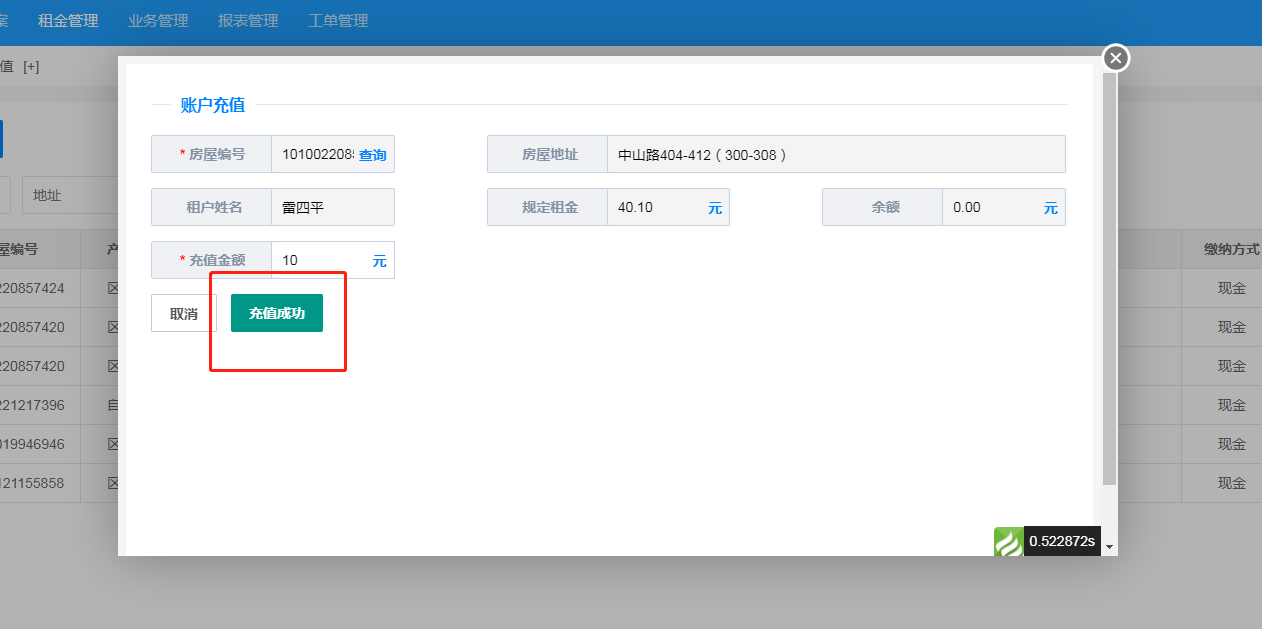 案 租金管理 业务管理 报表管理 工单管理
值 [+]
账户充值
* 房屋编号 1010022085 查询 房屋地址 中山路404-412（300-308）
地址
租户姓名 雷四平 规定租金 40.10 元 余额 0.00 元
屋编号 产 缴纳方式
* 充值金额 10 元
220857424 区 现金
取消 充值成功
220857420 区 现金
220857420 区 现金
221217396 自 现金
019946946 区 现金
121155858 区 现金
0.522872s